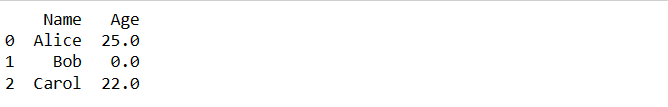 Name   Age
0  Alice  25.0
1    Bob   0.0
2  Carol  22.0